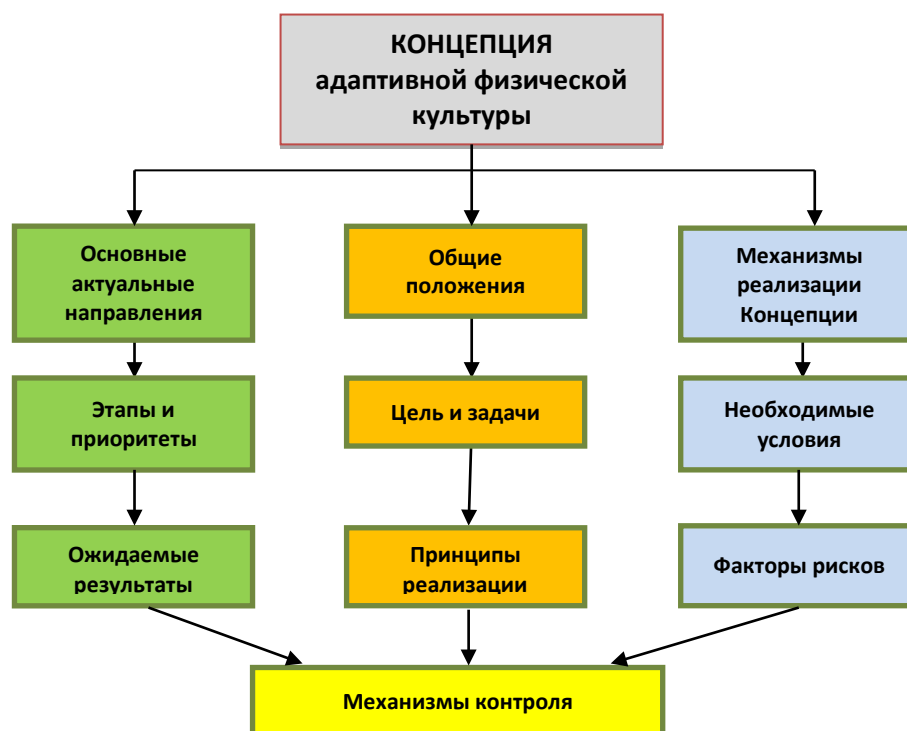 КОНЦЕПЦИЯ
адаптивной физической
культуры
Основные
актуальные
направления
Общие
положения
Механизмы
реализации
Концепции
Этапы и
приоритеты
Цель и задачи
Необходимые
условия
Ожидаемые
результаты
Принципы
реализации
Факторы рисков
Механизмы контроля